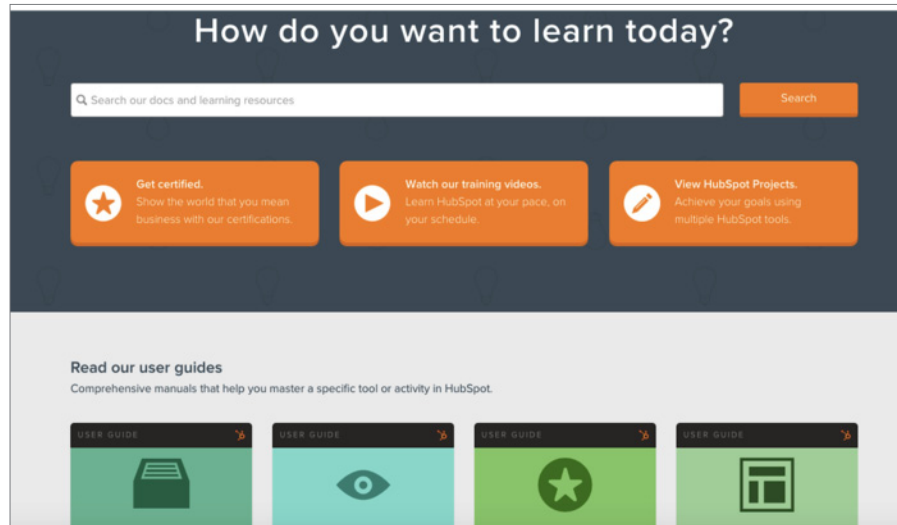 How do you want to learn today?
Search our docs and learning resources
Search
Get certified.
Show the world that you mean
business with our certifications.
Watch our training videos.
Learn HubSpot at your pace, on
your schedule.
View HubSpot Projects.
Achieve your goals using
multiple HubSpot tools.
Read our user guides
Comprehensive manuals that help you master a specific tool or activity in HubSpot.
USER GUIDE
USER GUIDE
USER GUIDE
USER GUIDE